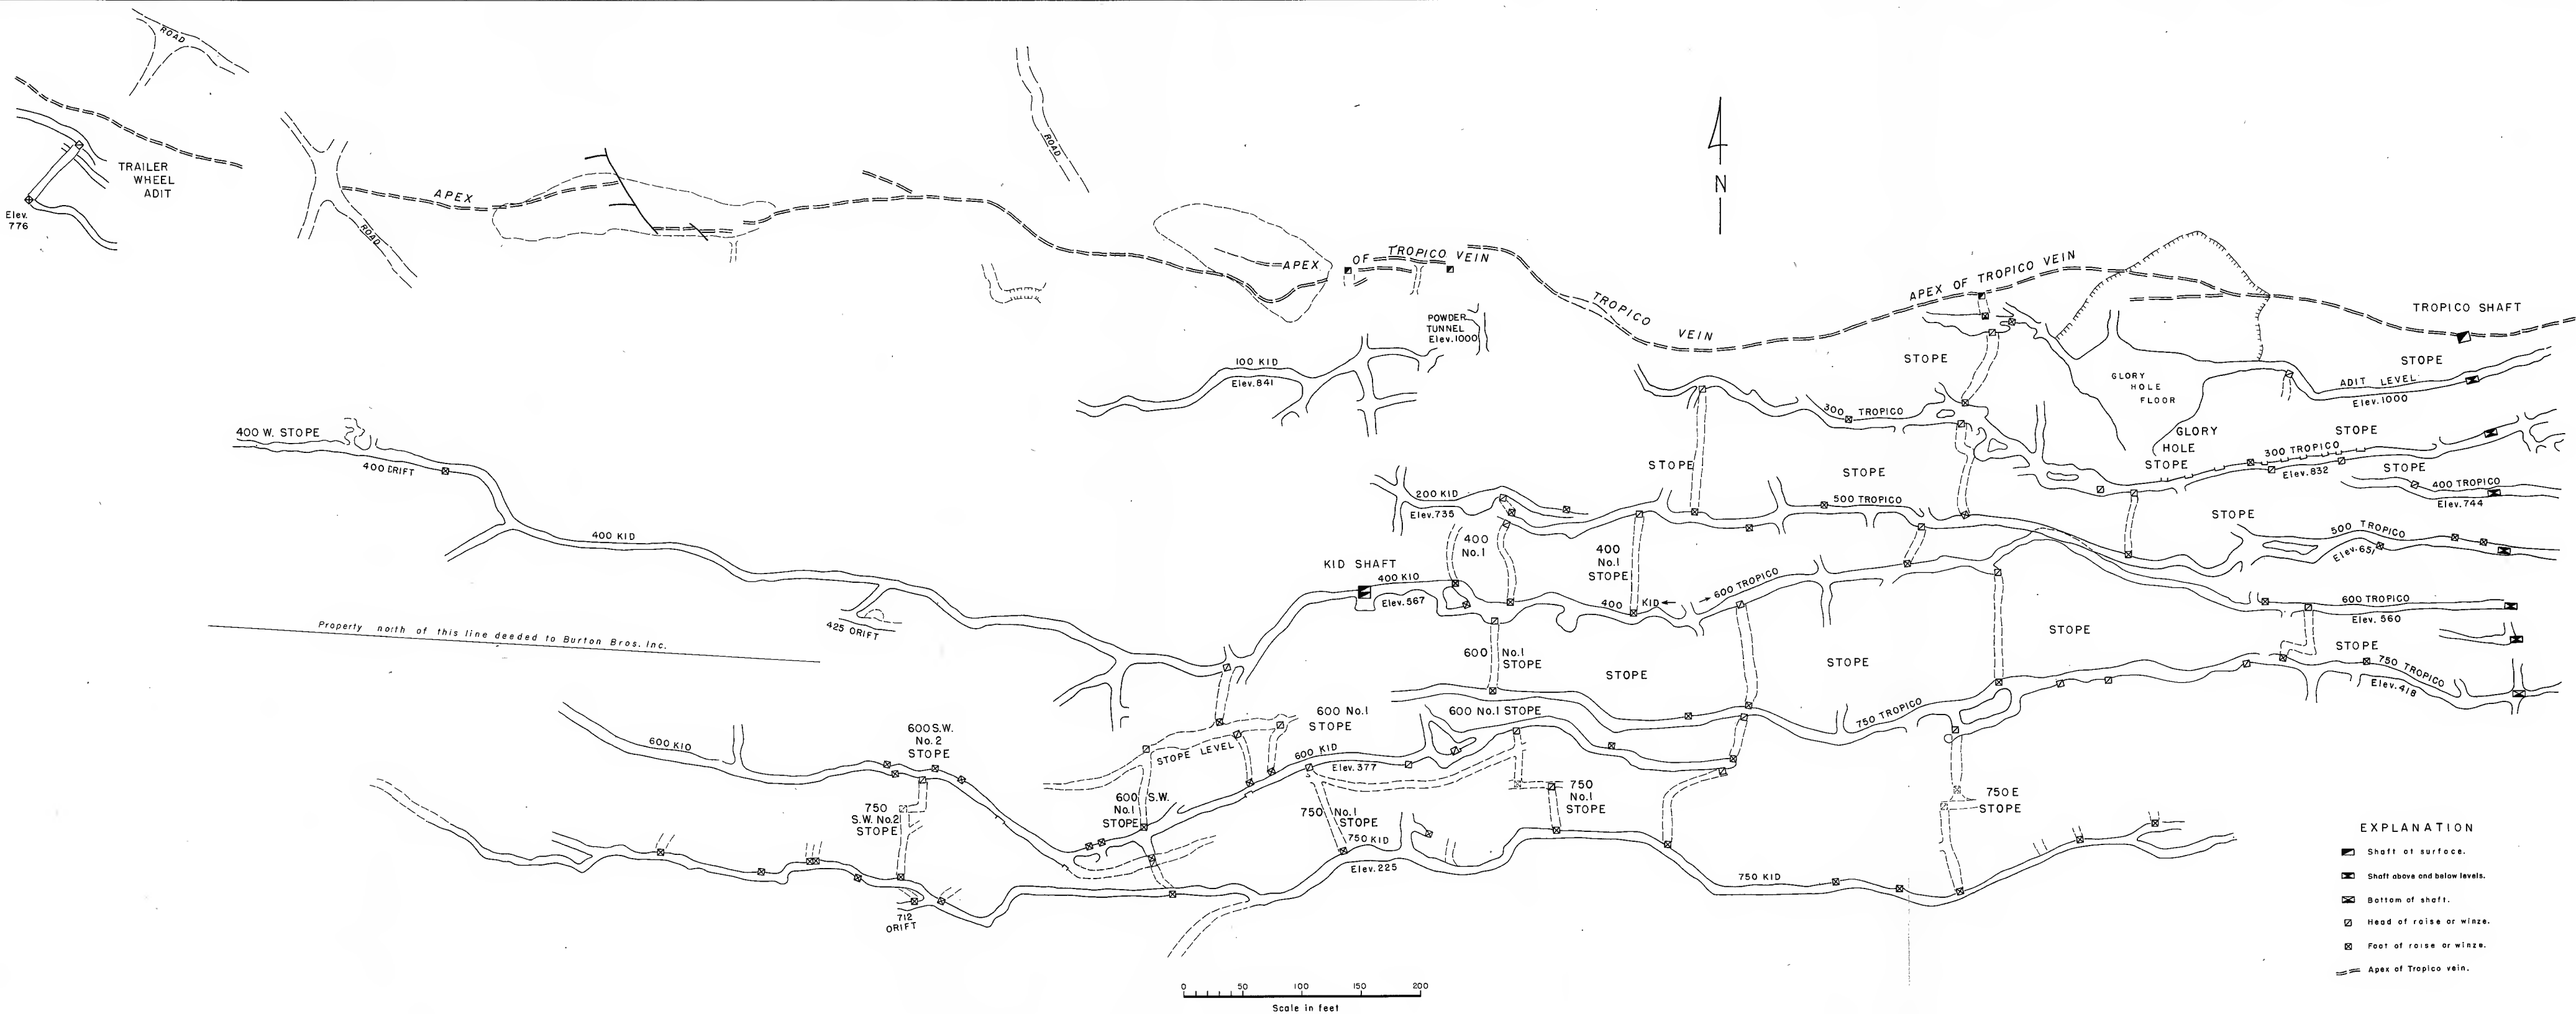 ROAD
TRAILER
WHEEL
ADIT
Elev.
776
ROAD
APEX
ROAD
APEX OF TROPICO VEIN
TROPICO VEIN
APEX OF TROPICO VEIN
N
TROPICO SHAFT
POWDER
TUNNEL
Elev.1000
100 KID
Elev.841
STOPE
GLORY
HOLE
FLOOR
STOPE
ADIT LEVEL
Elev.1000
300 TROPICO
GLORY
HOLE
STOPE
STOPE
300 TROPICO
Elev.832
STOPE
400 TROPICO
Elev.744
400 W. STOPE
400 DRIFT
400 KID
STOPE
STOPE
200 KID
Elev.735
500 TROPICO
STOPE
500 TROPICO
Elev.651
400
No.1
400
No.1
STOPE
KID SHAFT
400 KID
Elev.567
400 KID
600 TROPICO
600 TROPICO
Elev. 560
425 DRIFT
Property north of this line deeded to Burton Bros. Inc.
600 No.1
STOPE
STOPE
STOPE
STOPE
STOPE
750 TROPICO
Elev.418
600 KID
600 S.W.
No. 2
STOPE
600 No.1
STOPE
STOPE LEVEL
600 No.1 STOPE
750 TROPICO
600 KID
Elev.377
750
S.W. No.2
STOPE
600 S.W.
No.1
STOPE
750 No.1
STOPE
750
No.1
STOPE
750 E
STOPE
750 KID
Elev.225
750 KID
712
DRIFT
EXPLANATION
Shaft at surface.
Shaft above and below levels.
Bottom of shaft.
Head of raise or winze.
Foot of raise or winze.
Apex of Tropico vein.
0 50 100 150 200
Scale in feet